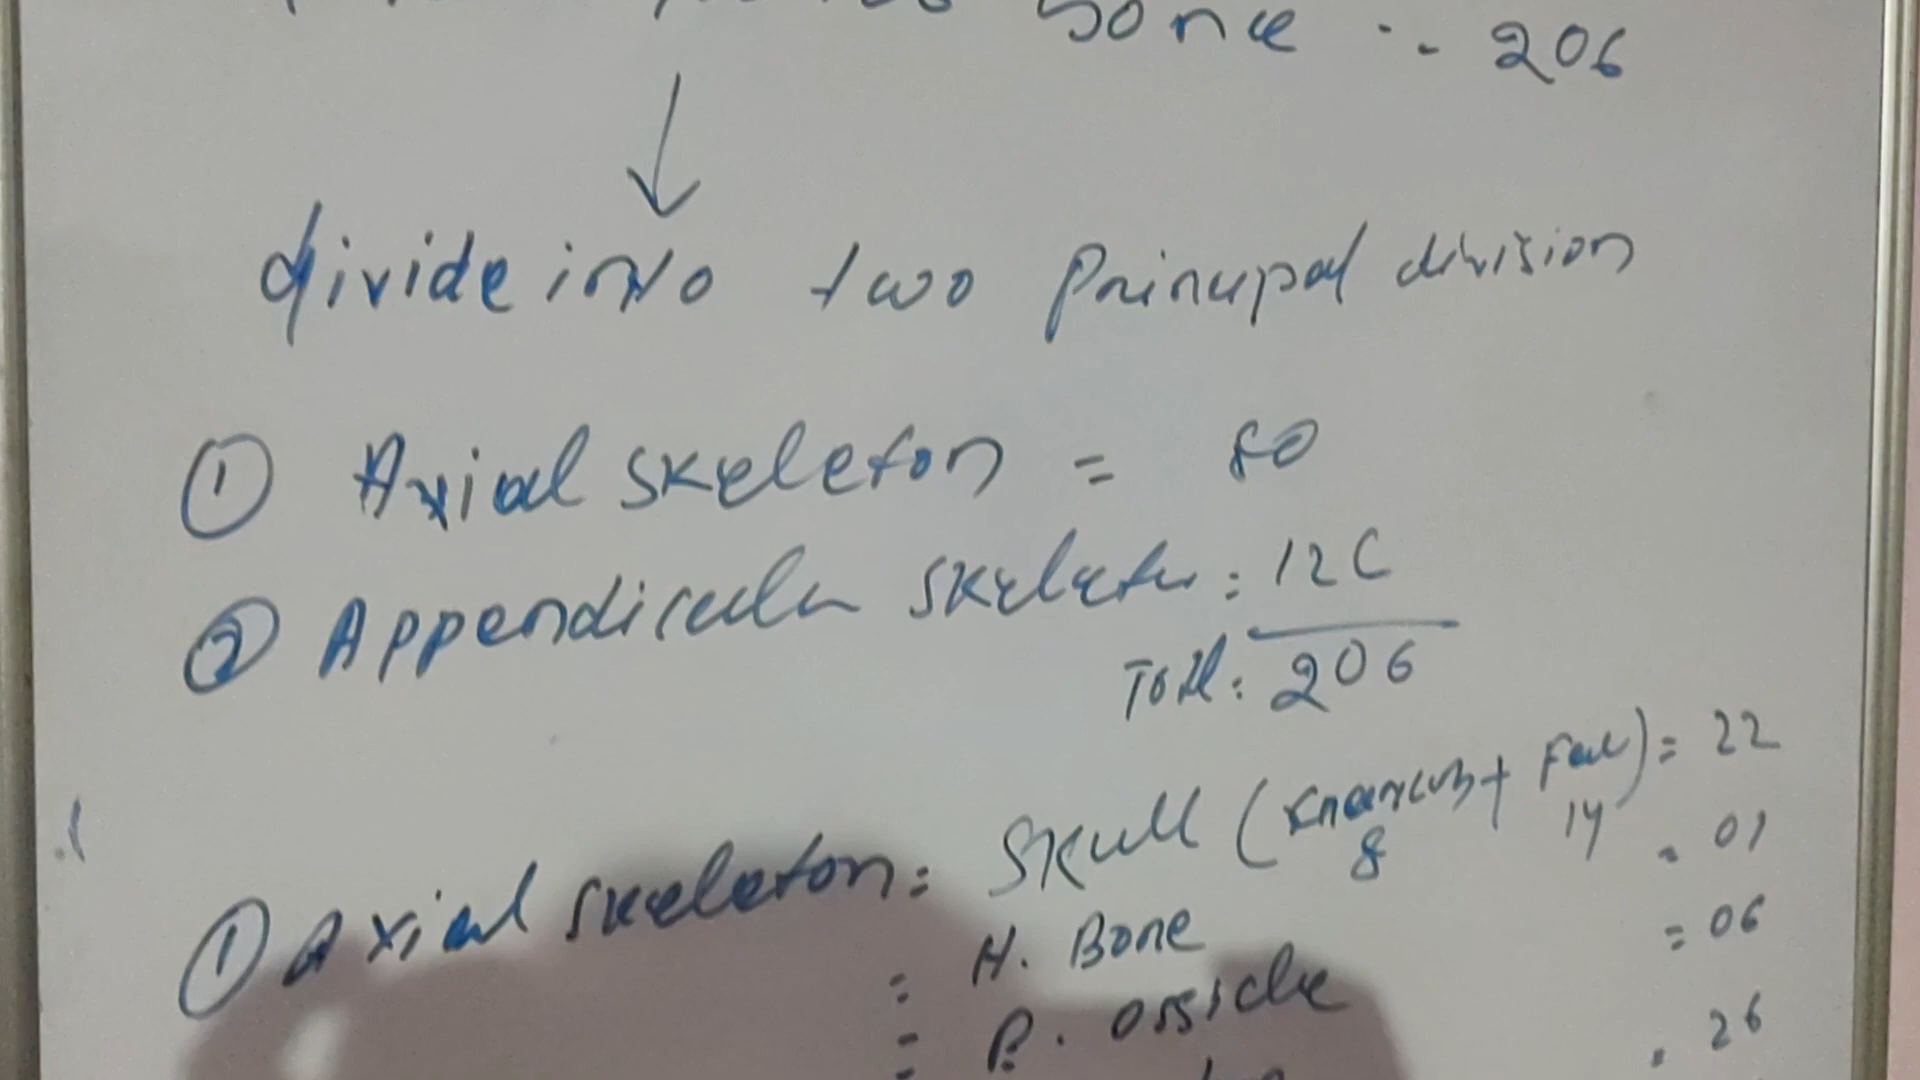 Bone :- 206
↓
divide into two Principal division
① Axial skeleton = 80
② Appendicular skeleton : 126
Total : 206
① Axial skeleton = Skull (Kranium + Face) = 22
8 14
= H. Bone = 01
= P. ossicle = 06
= 26